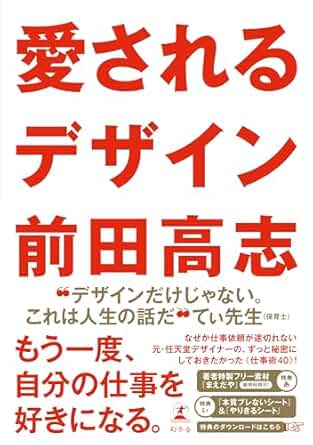 愛される
デザイン
前田高志
❝デザインだけじゃない。
これは人生の話だ❞てぃ先生(保育士)
もう一度、
自分の仕事を
好きになる。
なぜか仕事依頼が途切れない
元・任天堂デザイナーの、ずっと秘密に
しておきたかった〈仕事術40〉!
特典あ
著者特製フリー素材
「まえだや」
特典い
「本質ブレないシート」
&「やりきるシート」
特典のダウンロードはこちら
幻冬舎